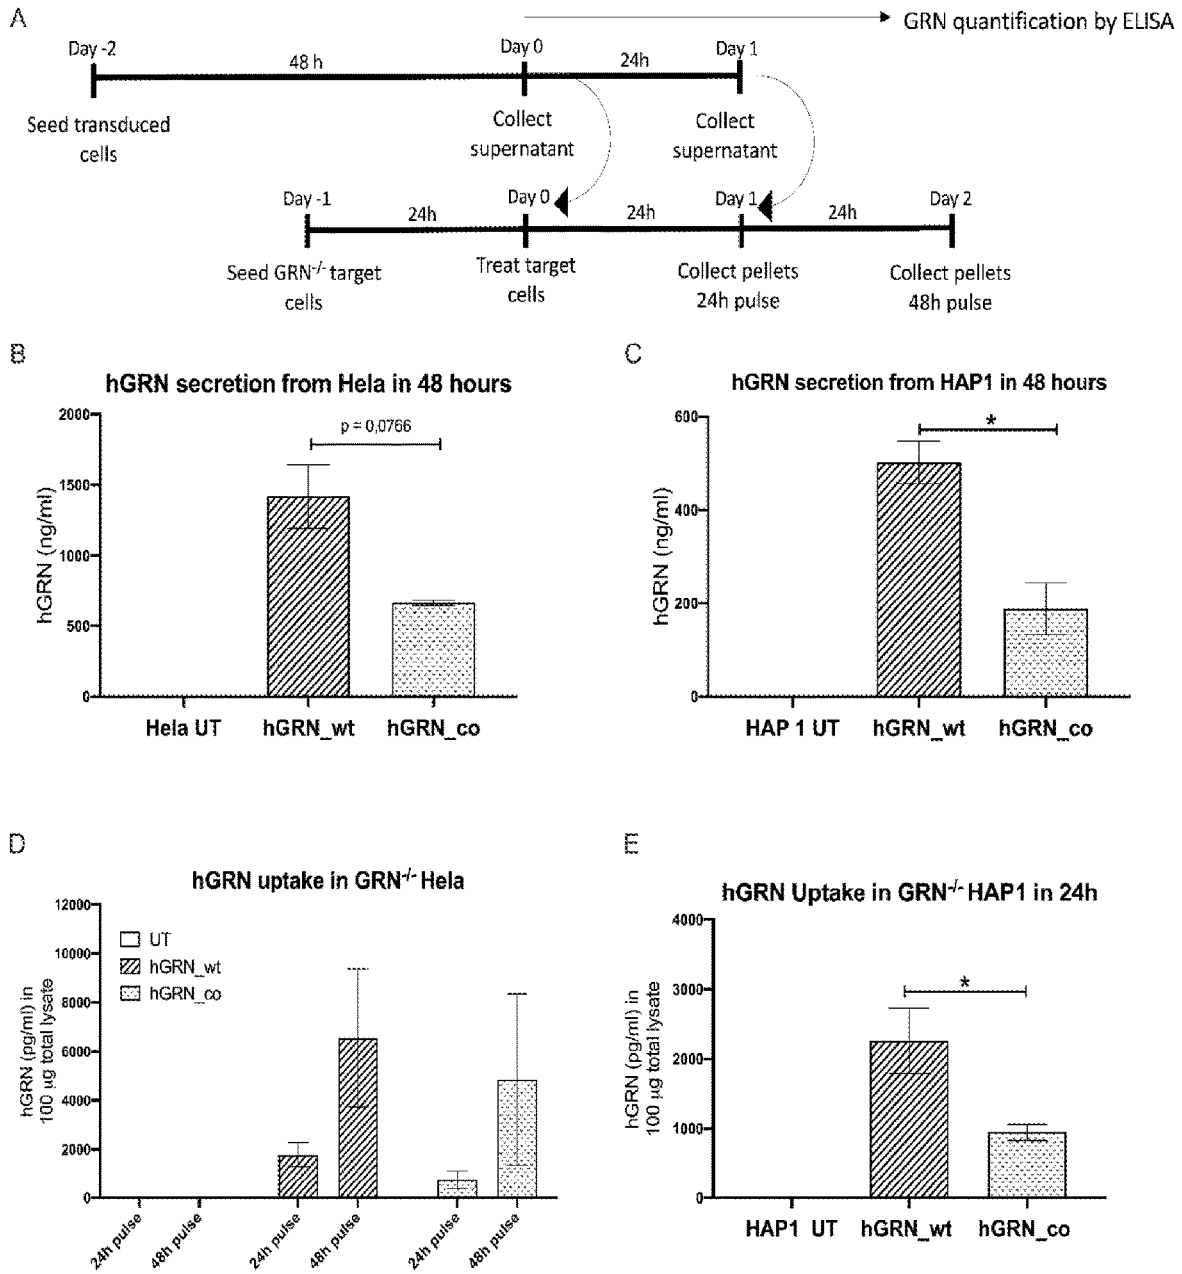 A
GRN quantification by ELISA
Day -2
48 h
Day 0
24h
Day 1
Seed transduced
cells
Collect
supernatant
Collect
supernatant
Day -1
24h
Day 0
24h
Day 1
24h
Day 2
Seed GRN-/- target
cells
Treat target
cells
Collect pellets
24h pulse
Collect pellets
48h pulse
B
hGRN secretion from Hela in 48 hours
hGRN (ng/ml)
2000
1500
1000
500
0
p = 0,0766
Hela UT
hGRN_wt
hGRN_co
C
hGRN secretion from HAP1 in 48 hours
hGRN (ng/ml)
600
400
200
0
*
HAP 1 UT
hGRN_wt
hGRN_co
D
hGRN uptake in GRN-/- Hela
hGRN (pg/ml) in
100 µg total lysate
12000
10000
8000
6000
4000
2000
0
UT
hGRN_wt
hGRN_co
24h pulse
48h pulse
24h pulse
48h pulse
24h pulse
48h pulse
E
hGRN Uptake in GRN-/- HAP1 in 24h
hGRN (pg/ml) in
100 µg total lysate
4000
3000
2000
1000
0
*
HAP1 UT
hGRN_wt
hGRN_co